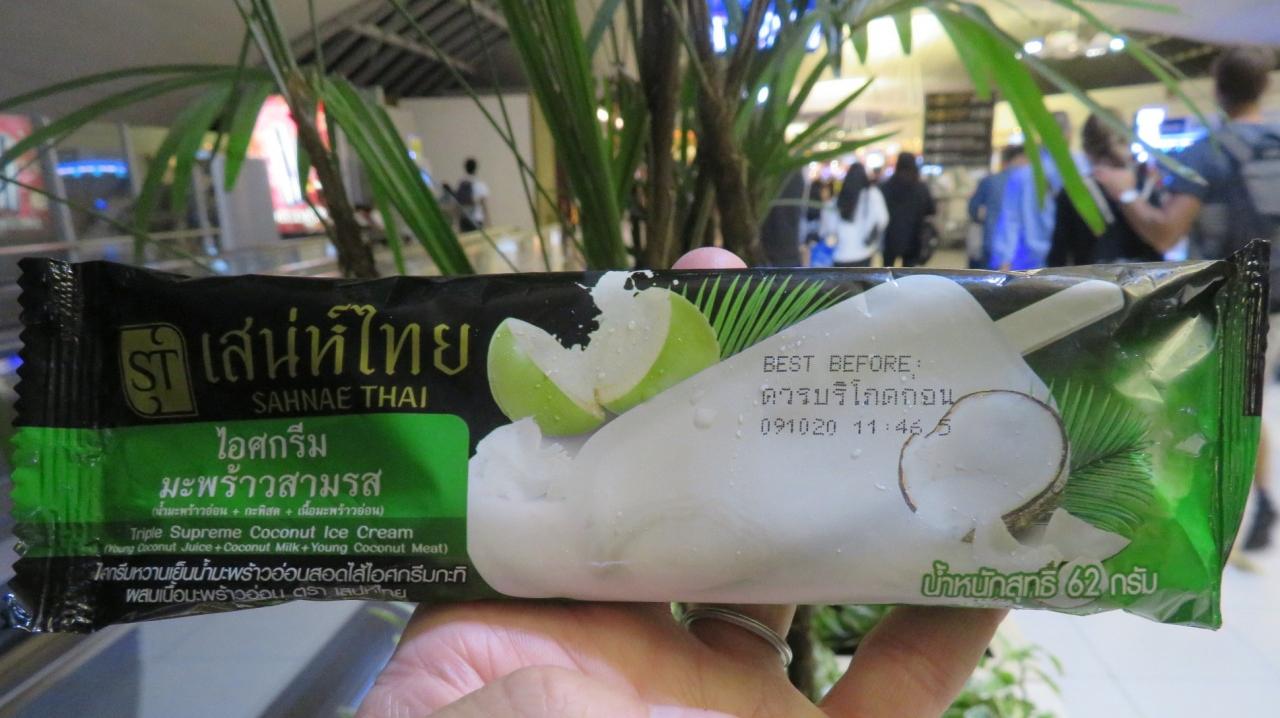 ST
เสน่ห์ไทย
SAHNAE THAI
ไอศกรีม
มะพร้าวสามรส
(น้ำมะพร้าวอ่อน + กะทิสด + เนื้อมะพร้าวอ่อน)
Triple Supreme Coconut Ice Cream
(Young Coconut Juice+Coconut Milk+Young Coconut Meat)
ไอศกรีมหวานเย็นน้ำมะพร้าวอ่อนสอดไส้ไอศกรีมกะทิ
ผสมเนื้อมะพร้าวอ่อน ตรา เสน่ห์ไทย
BEST BEFORE:
ควรบริโภคก่อน
091020 11:46 5
น้ำหนักสุทธิ 62 กรัม